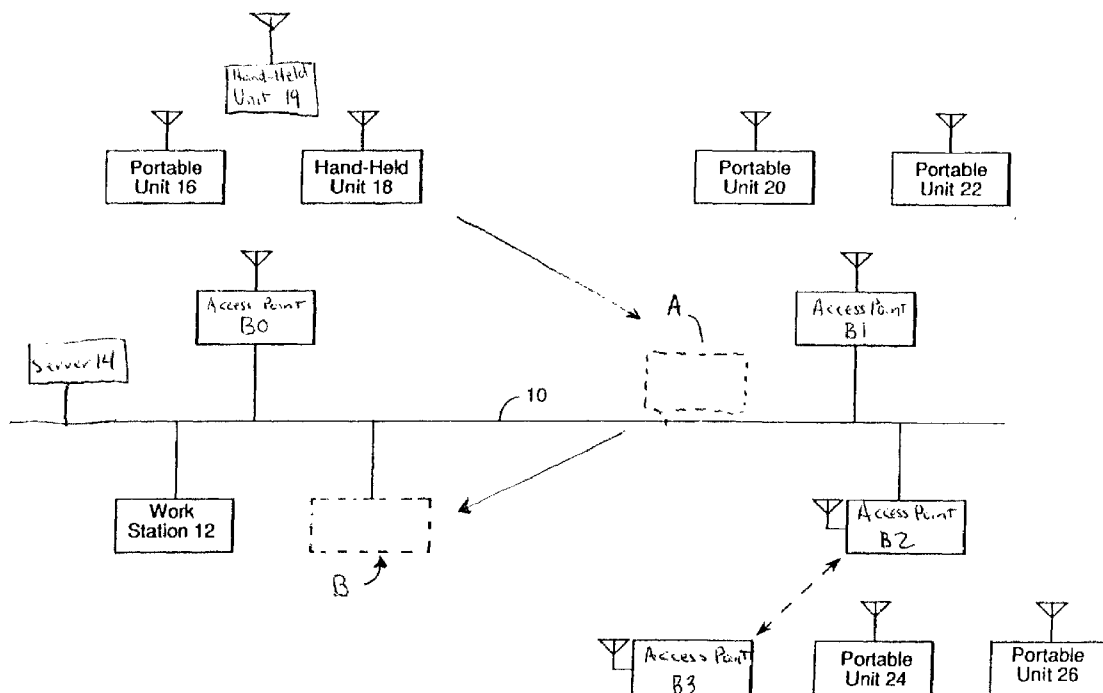 Hand-Held
Unit 19
Portable
Unit 16
Hand-Held
Unit 18
Portable
Unit 20
Portable
Unit 22
Access Point
B0
A
Access Point
B1
Server 14
10
Work
Station 12
B
Access Point
B2
Access Point
B3
Portable
Unit 24
Portable
Unit 26